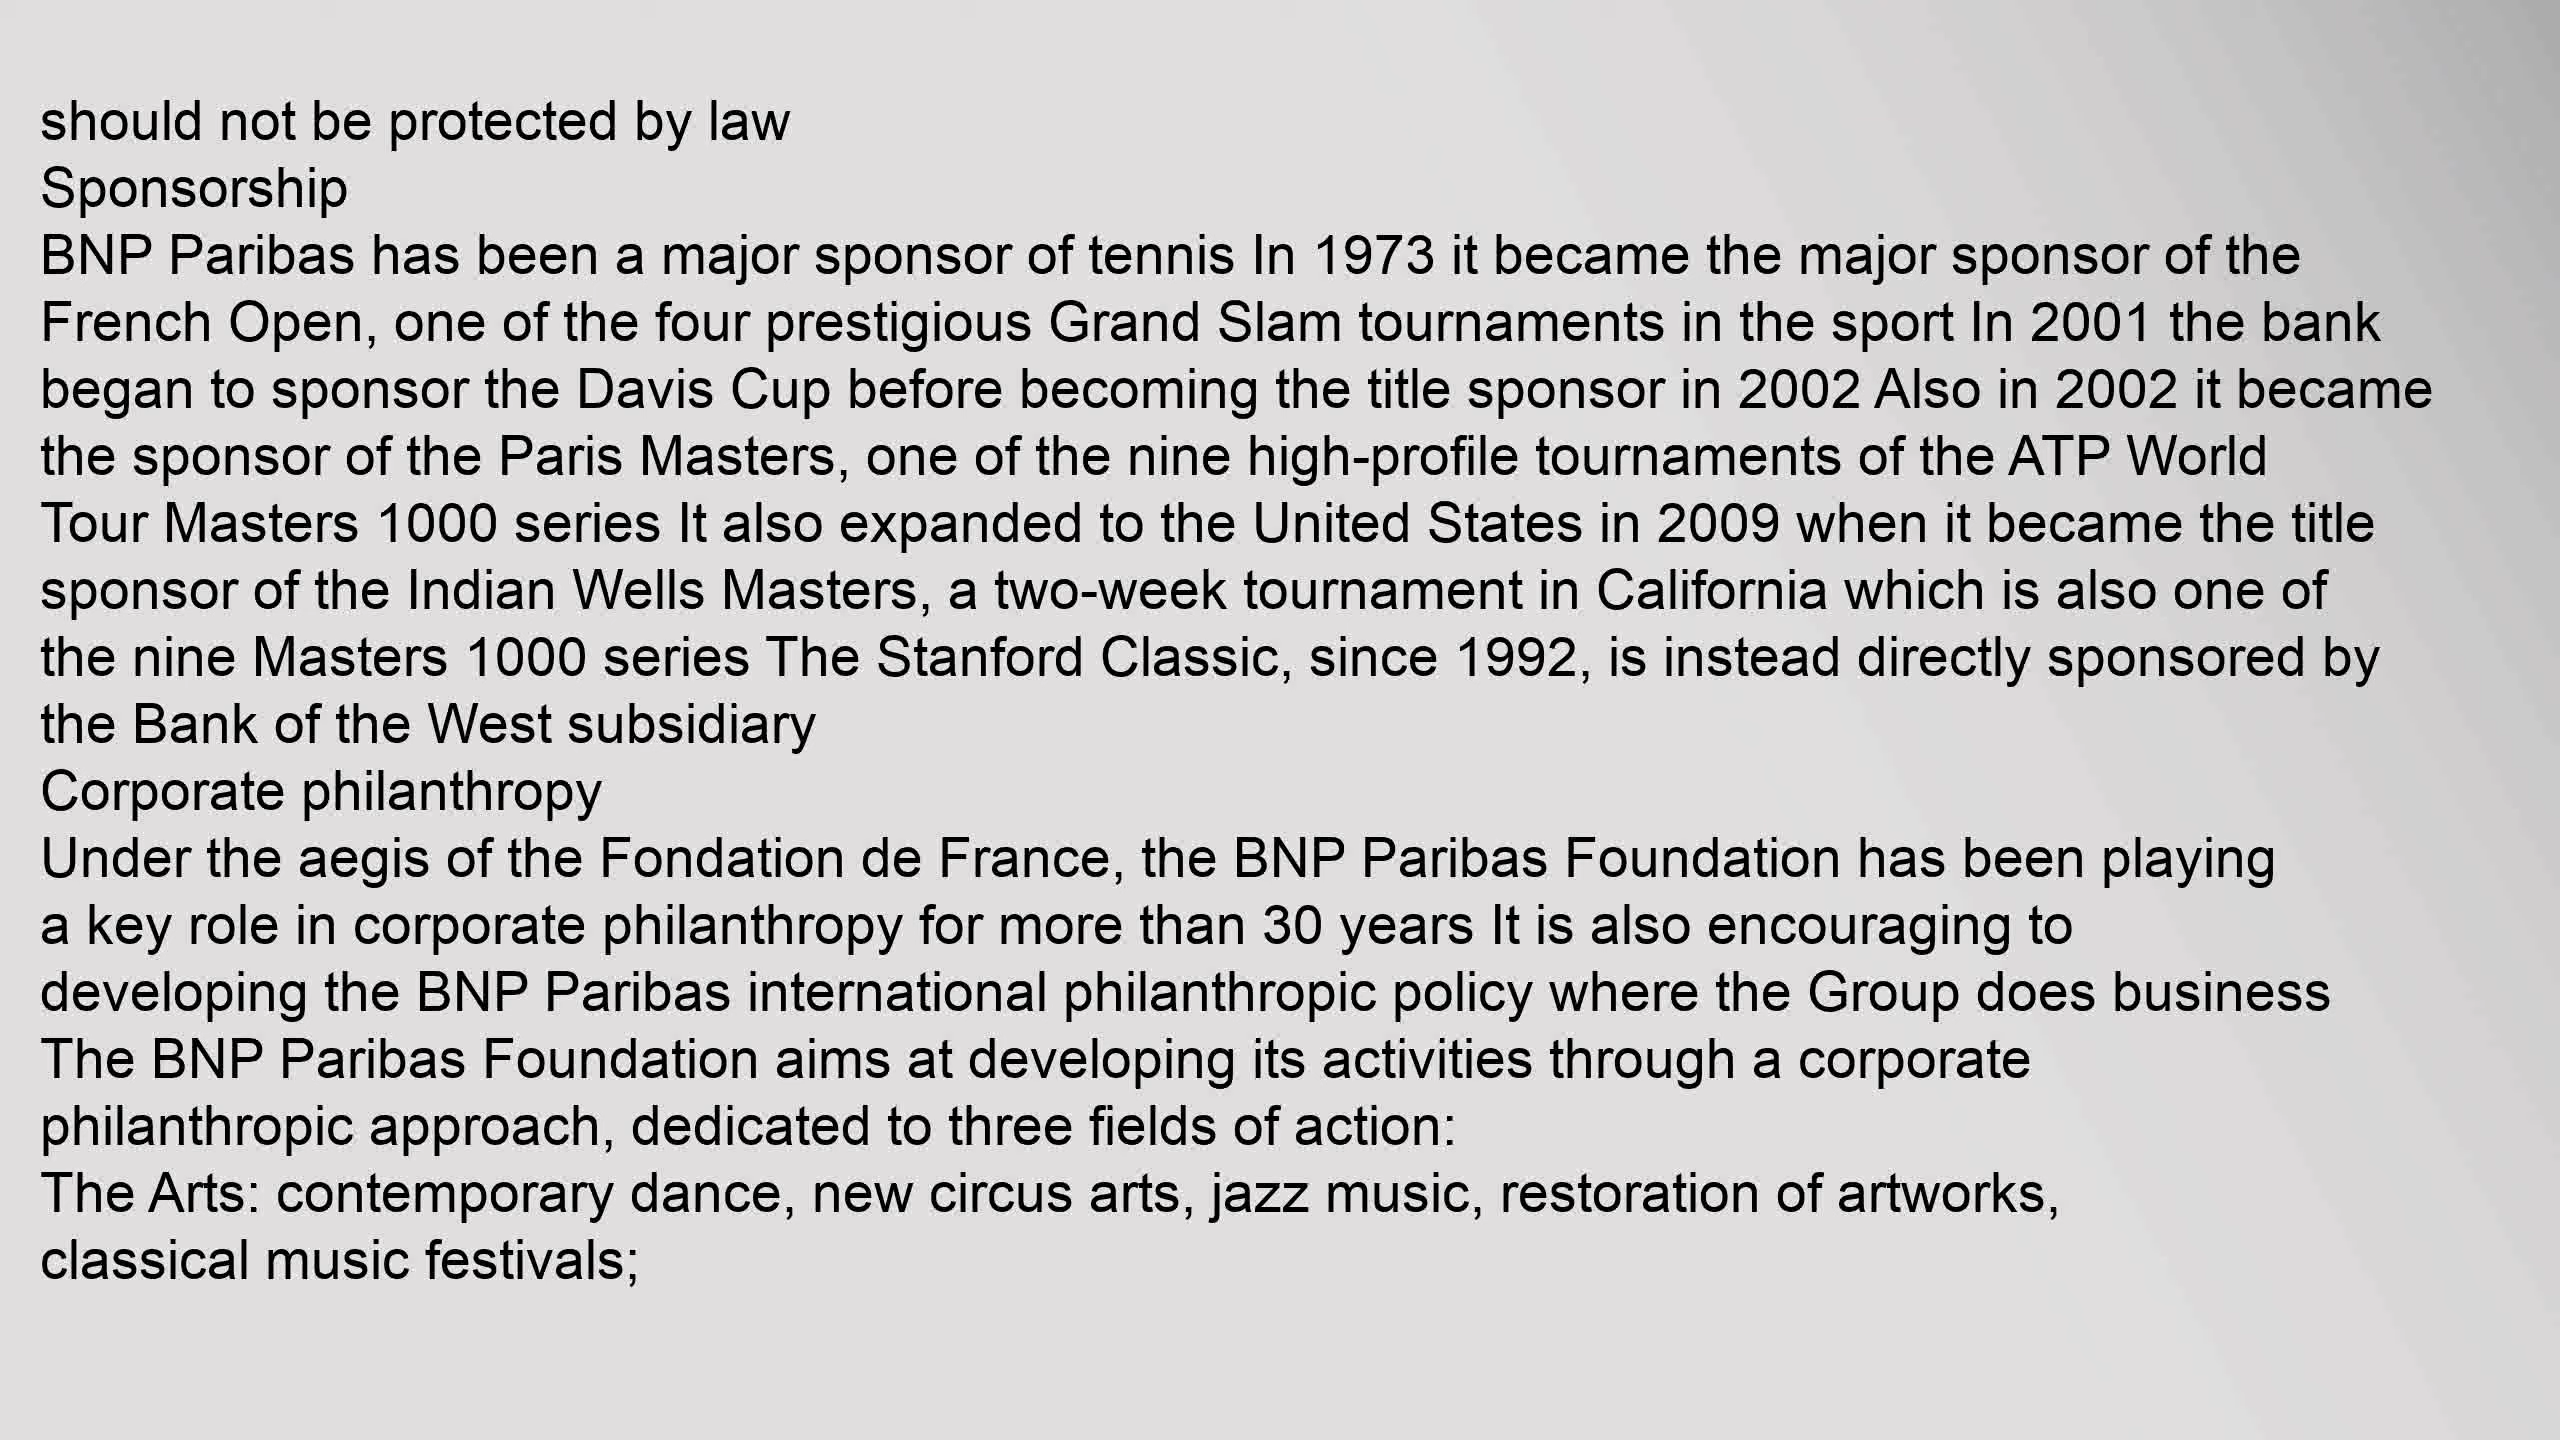 should not be protected by law
Sponsorship
BNP Paribas has been a major sponsor of tennis In 1973 it became the major sponsor of the
French Open, one of the four prestigious Grand Slam tournaments in the sport In 2001 the bank
began to sponsor the Davis Cup before becoming the title sponsor in 2002 Also in 2002 it became
the sponsor of the Paris Masters, one of the nine high-profile tournaments of the ATP World
Tour Masters 1000 series It also expanded to the United States in 2009 when it became the title
sponsor of the Indian Wells Masters, a two-week tournament in California which is also one of
the nine Masters 1000 series The Stanford Classic, since 1992, is instead directly sponsored by
the Bank of the West subsidiary
Corporate philanthropy
Under the aegis of the Fondation de France, the BNP Paribas Foundation has been playing
a key role in corporate philanthropy for more than 30 years It is also encouraging to
developing the BNP Paribas international philanthropic policy where the Group does business
The BNP Paribas Foundation aims at developing its activities through a corporate
philanthropic approach, dedicated to three fields of action:
The Arts: contemporary dance, new circus arts, jazz music, restoration of artworks,
classical music festivals;